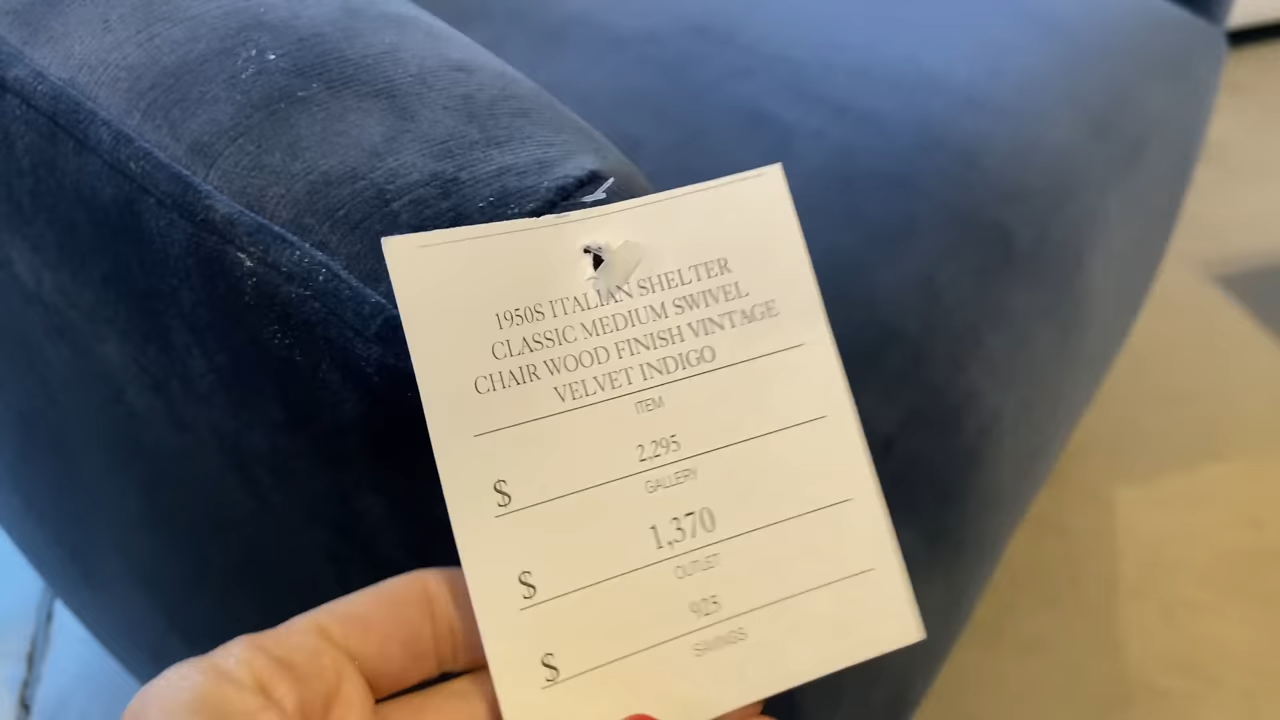 1950S ITALIAN SHELTER
CLASSIC MEDIUM SWIVEL
CHAIR WOOD FINISH VINTAGE
VELVET INDIGO
ITEM
$ 2,295
GALLERY
$ 1,370
OUTLET
$ 925
SAVINGS